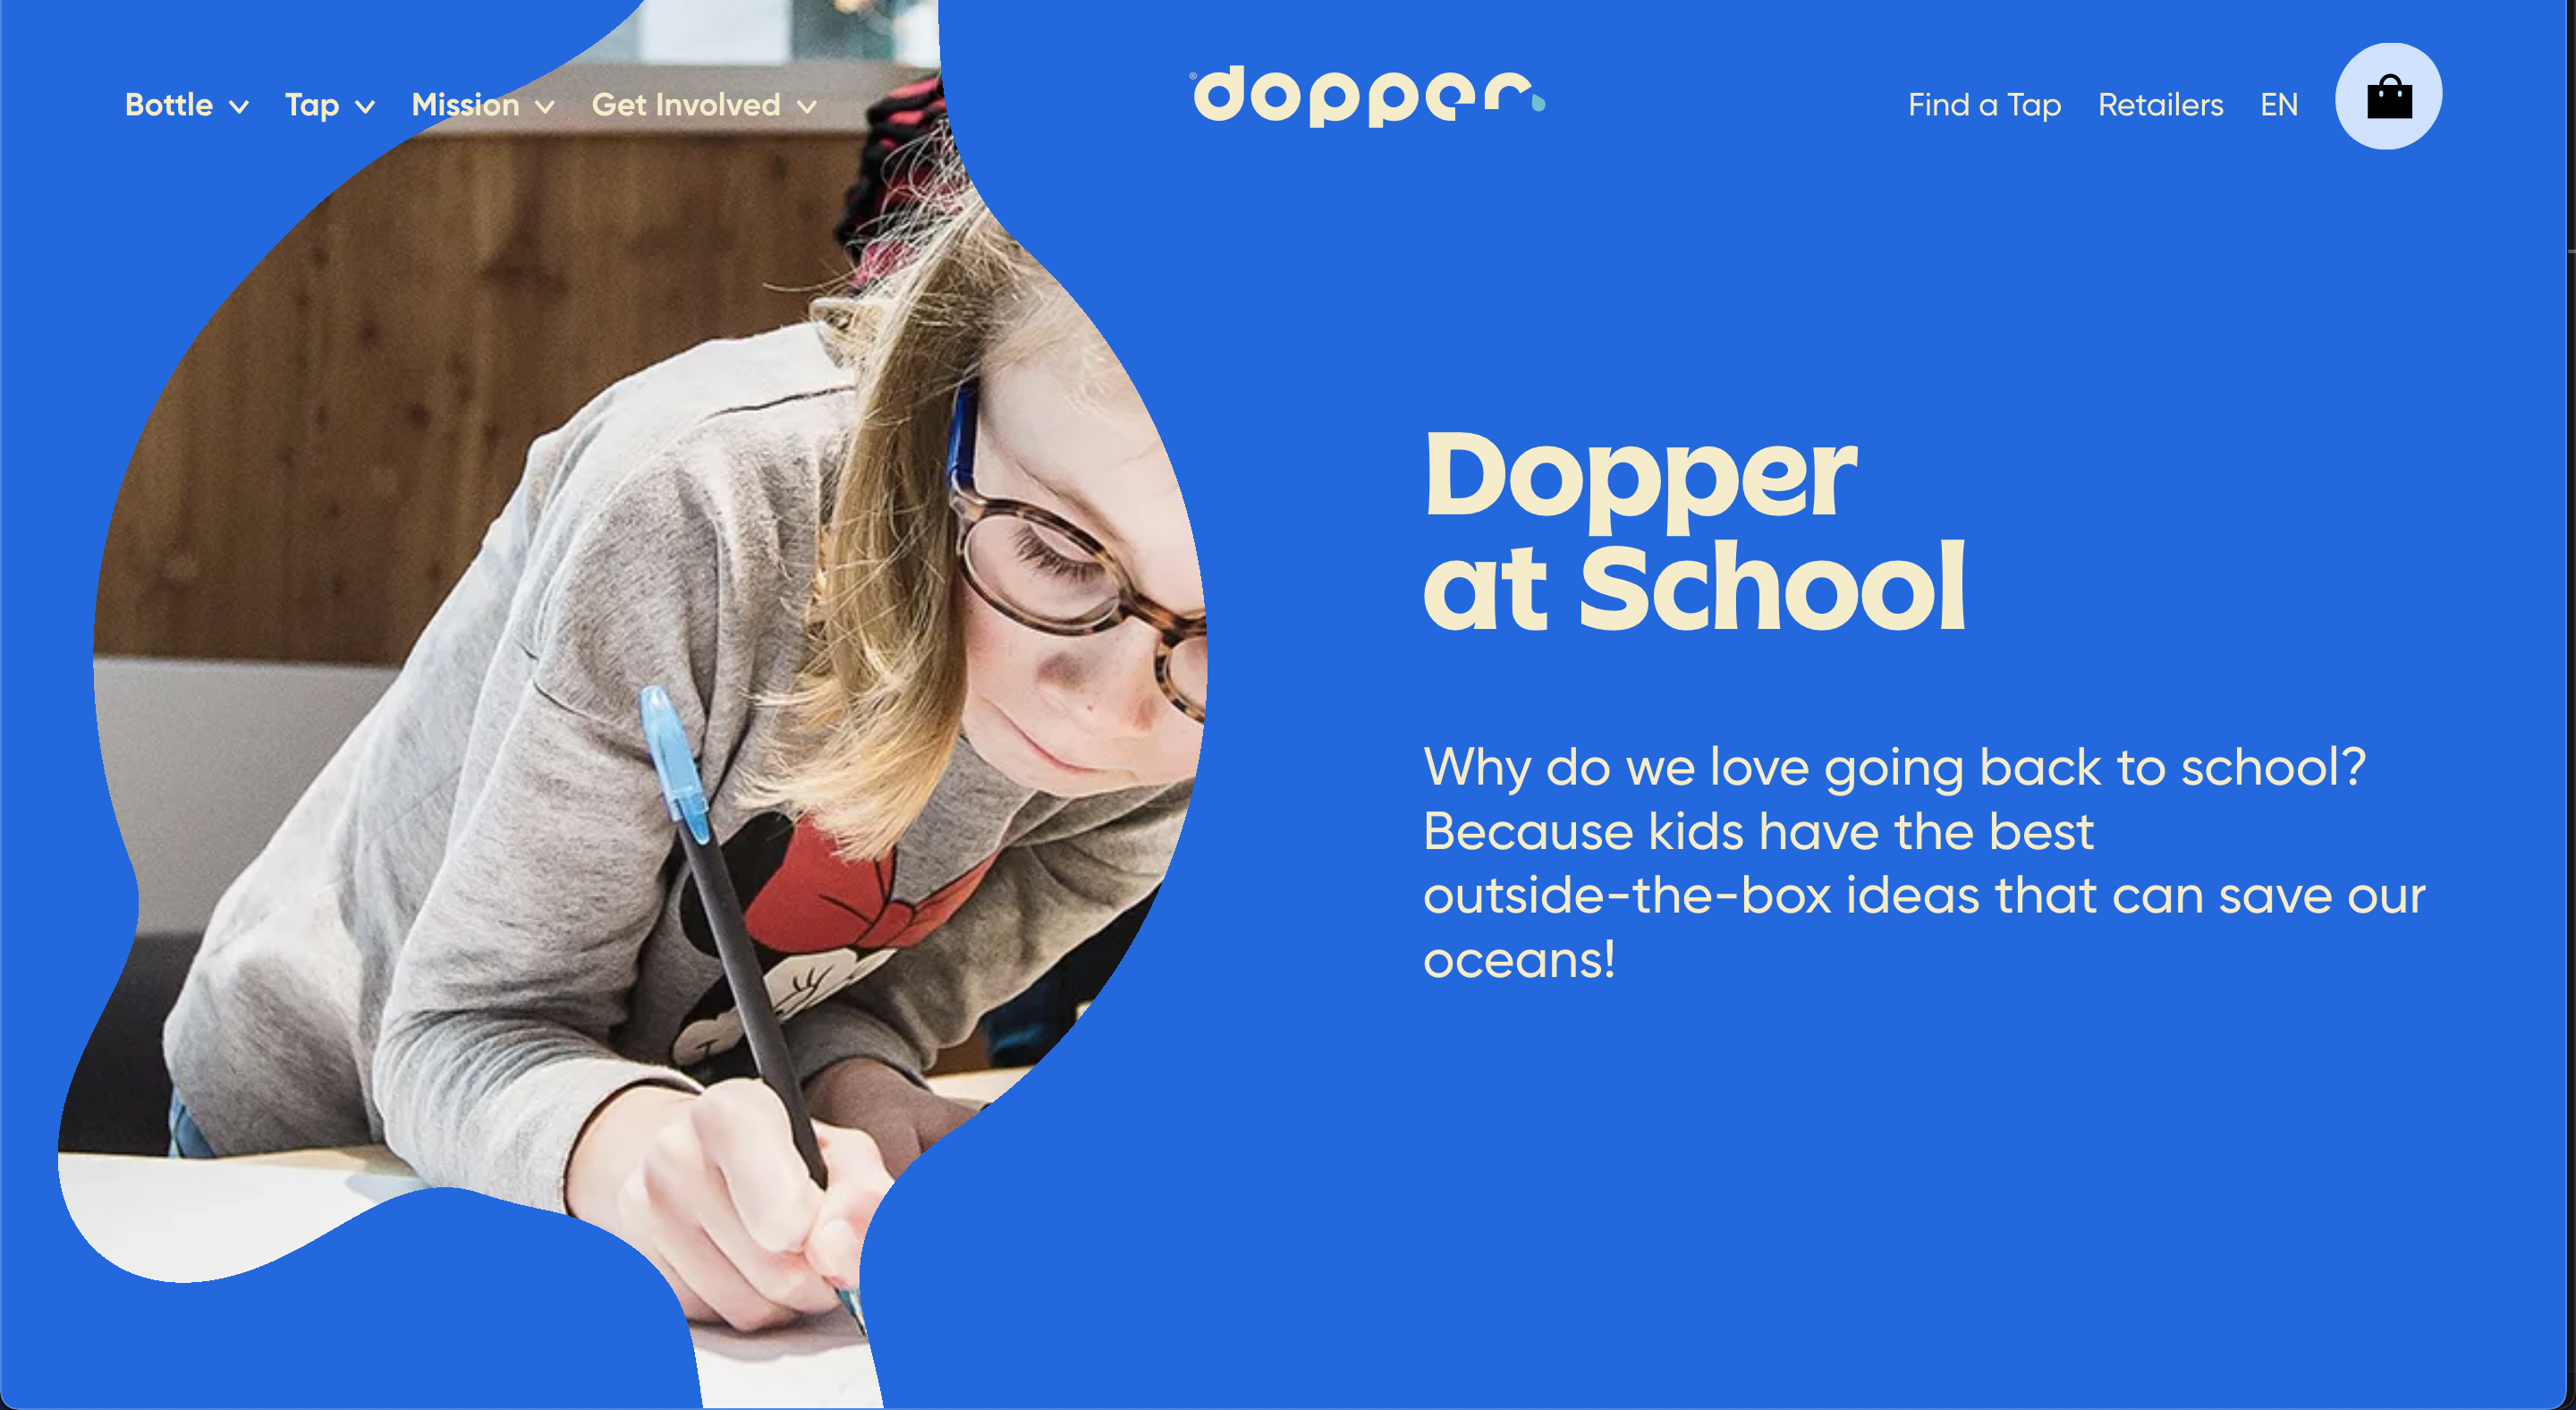 Bottle Tap Mission Get Involved
®dopper
Find a Tap Retailers EN
Dopper
at School
Why do we love going back to school?
Because kids have the best
outside-the-box ideas that can save our
oceans!